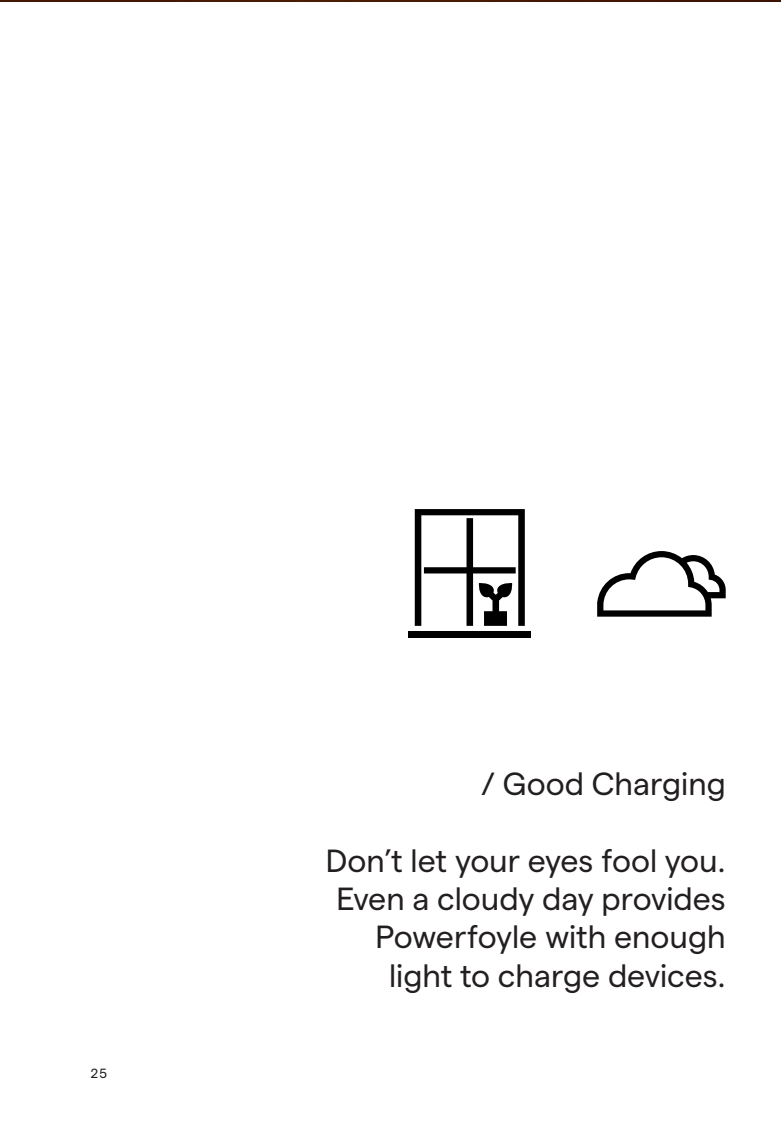 / Good Charging
Don’t let your eyes fool you.
Even a cloudy day provides
Powerfoyle with enough
light to charge devices.
25